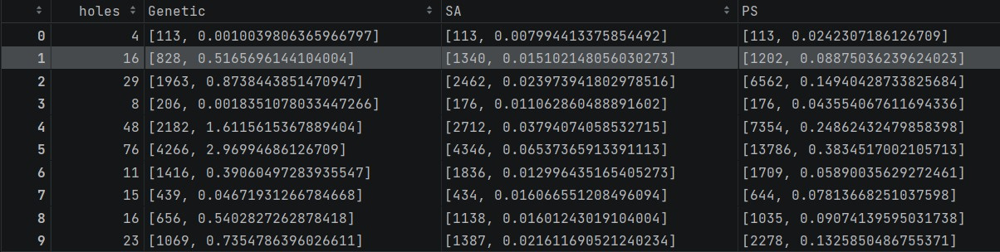 holes Genetic SA PS
0 4 [113, 0.0010039806365966797] [113, 0.007994413375854492] [113, 0.0242307186126709]
1 16 [828, 0.5165696144104004] [1340, 0.015102148056030273] [1202, 0.08875036239624023]
2 29 [1963, 0.8738443851470947] [2462, 0.023973941802978516] [6562, 0.14940428733825684]
3 8 [206, 0.0018351078033447266] [176, 0.011062860488891602] [176, 0.043554067611694336]
4 48 [2182, 1.6115615367889404] [2712, 0.03794074058532715] [7354, 0.24862432479858398]
5 76 [4266, 2.96994686126709] [4346, 0.06537365913391113] [13786, 0.3834517002105713]
6 11 [1416, 0.39060497283935547] [1836, 0.012996435165405273] [1709, 0.05890035629272461]
7 15 [439, 0.04671931266784668] [434, 0.016066551208496094] [644, 0.07813668251037598]
8 16 [656, 0.5402827262878418] [1138, 0.01601243019104004] [1035, 0.09074139595031738]
9 23 [1069, 0.7354786396026611] [1387, 0.021611690521240234] [2278, 0.1325850486755371]